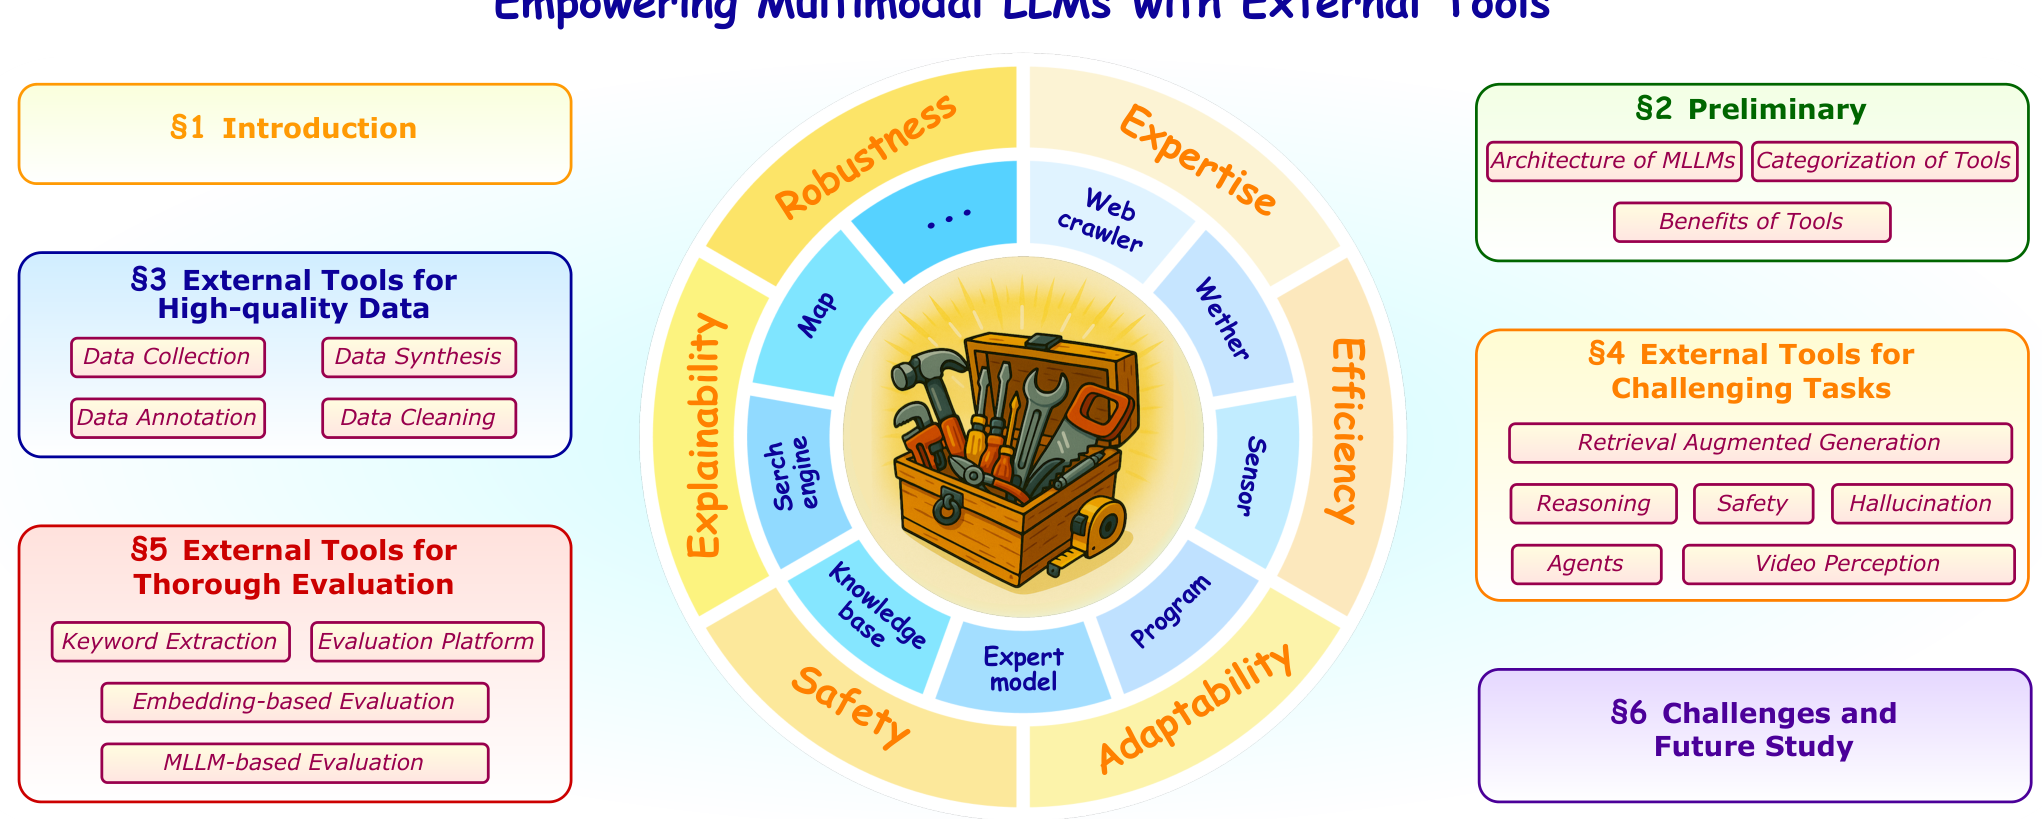 Empowering Multimodal LLMs with External Tools
§1 Introduction
§3 External Tools for
High-quality Data
Data Collection
Data Synthesis
Data Annotation
Data Cleaning
§5 External Tools for
Thorough Evaluation
Keyword Extraction
Evaluation Platform
Embedding-based Evaluation
MLLM-based Evaluation
Robustness
Expertise
Efficiency
Adaptability
Safety
Explainability
...
Web
crawler
Wether
Sensor
Program
Expert
model
Knowledge
base
Serch
engine
Map
§2 Preliminary
Architecture of MLLMs
Categorization of Tools
Benefits of Tools
§4 External Tools for
Challenging Tasks
Retrieval Augmented Generation
Reasoning
Safety
Hallucination
Agents
Video Perception
§6 Challenges and
Future Study